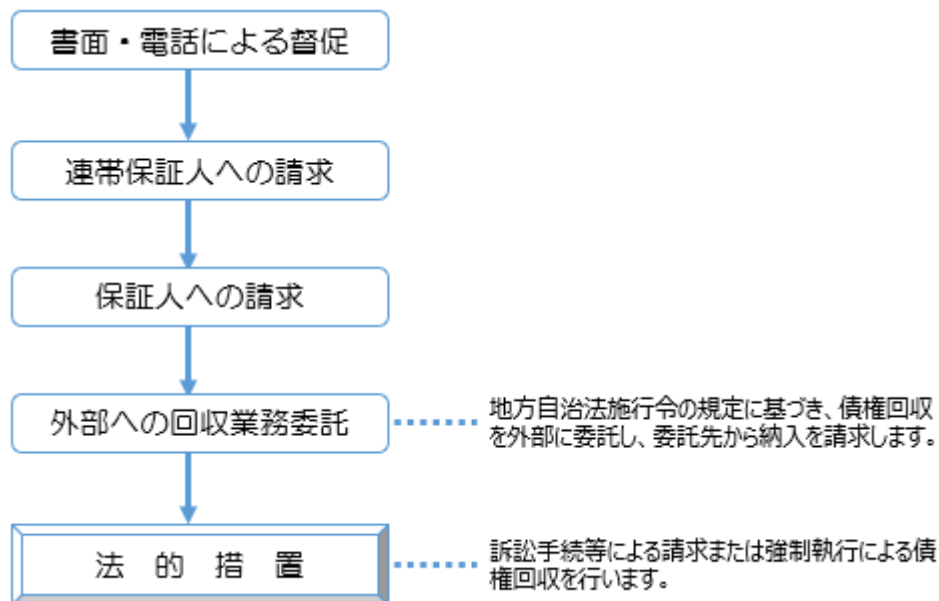 書面・電話による督促
連帯保証人への請求
保証人への請求
外部への回収業務委託
地方自治法施行令の規定に基づき、債権回収
を外部に委託し、委託先から納入を請求します。
法的措置
訴訟手続等による請求または強制執行による債
権回収を行います。